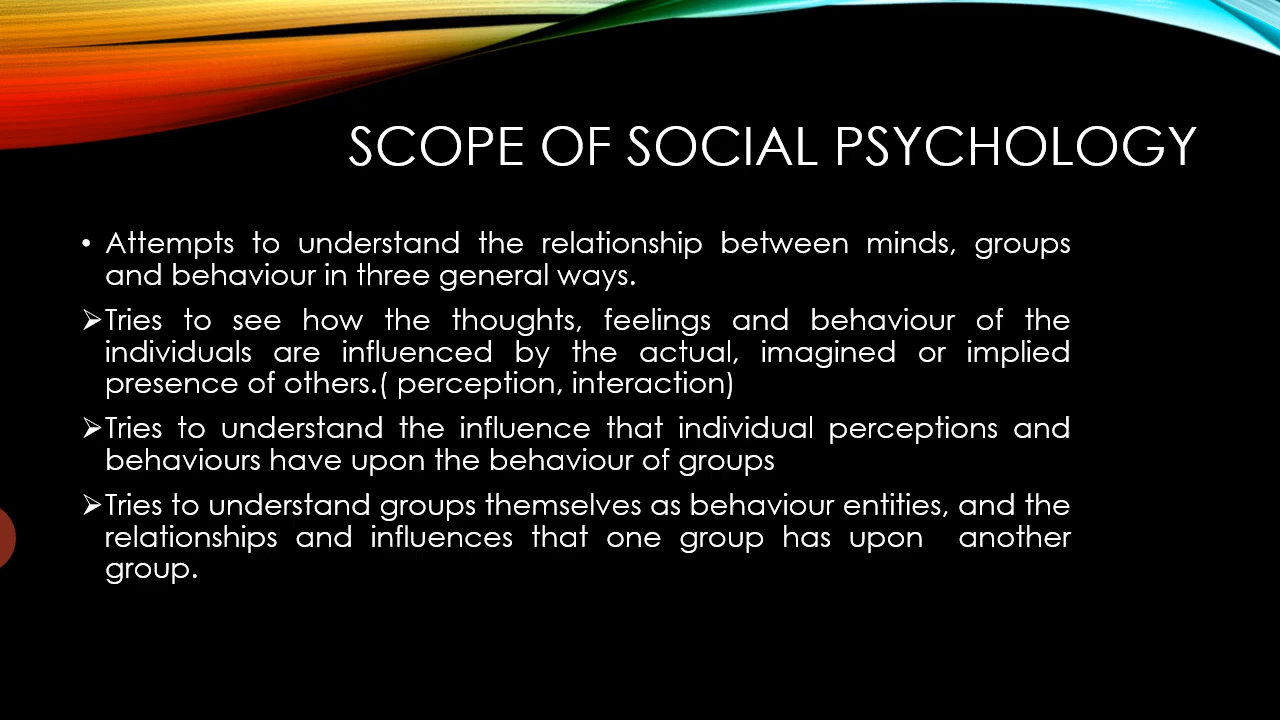 SCOPE OF SOCIAL PSYCHOLOGY
• Attempts to understand the relationship between minds, groups
and behaviour in three general ways.
➢Tries to see how the thoughts, feelings and behaviour of the
individuals are influenced by the actual, imagined or implied
presence of others.( perception, interaction)
➢Tries to understand the influence that individual perceptions and
behaviours have upon the behaviour of groups
➢Tries to understand groups themselves as behaviour entities, and the
relationships and influences that one group has upon  another
group.